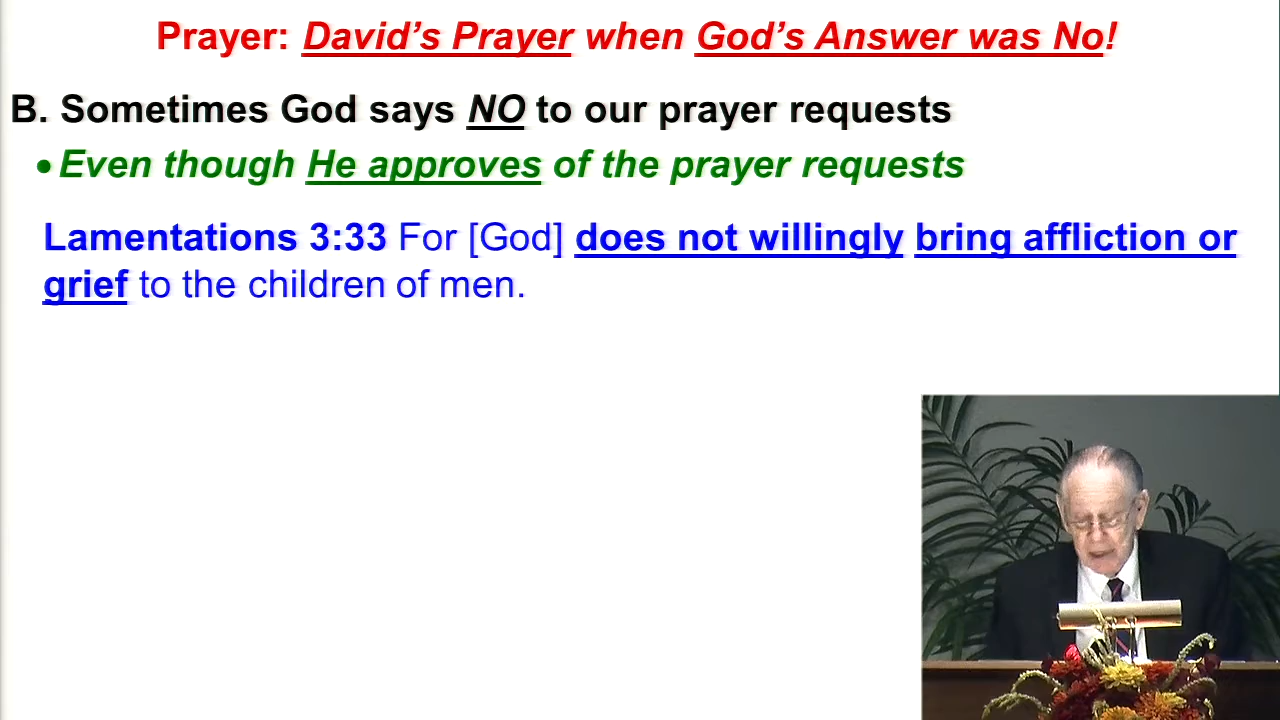 Prayer: David’s Prayer when God’s Answer was No!
B. Sometimes God says NO to our prayer requests
• Even though He approves of the prayer requests
Lamentations 3:33 For [God] does not willingly bring affliction or
grief to the children of men.